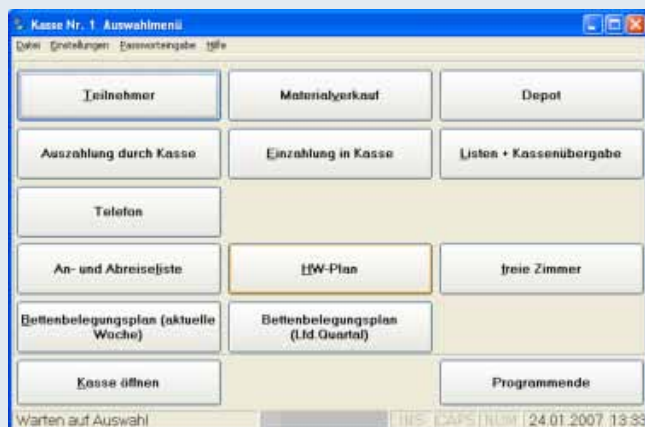 Kasse Nr. 1 Auswahlmenü
Datei Einstellungen Passworteingabe Hilfe
Teilnehmer Materialverkauf Depot
Auszahlung durch Kasse Einzahlung in Kasse Listen + Kassenübergabe
Telefon
An- und Abreiseliste HW-Plan freie Zimmer
Bettenbelegungsplan (aktuelle
Woche)
Bettenbelegungsplan
(Lfd.Quartal)
Kasse öffnen Programmende
Warten auf Auswahl INS CAPS NUM 24.01.2007 13:33